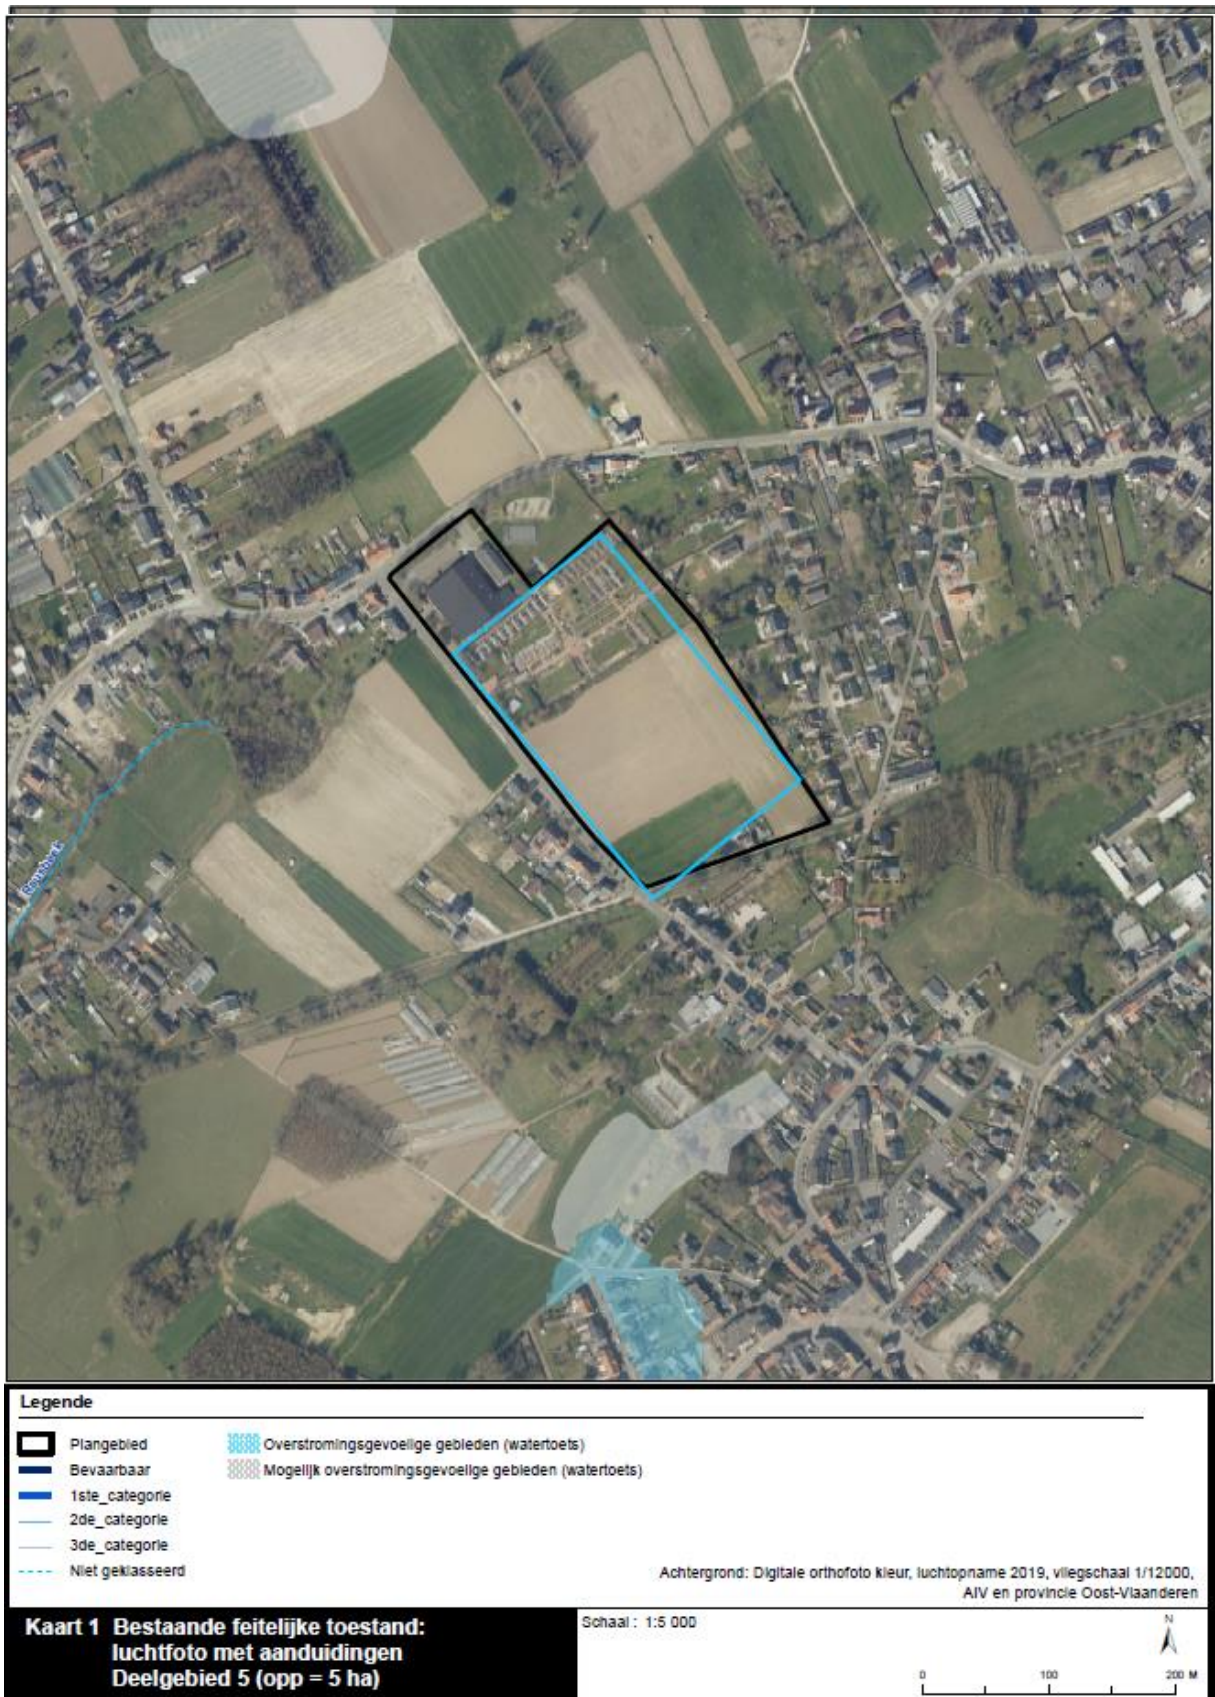 Rousbeek
Legende
Plangebied
Bevaarbaar
1ste_categorie
2de_categorie
3de_categorie
Niet geklasseerd
Overstromingsgevoelige gebieden (watertoets)
Mogelijk overstromingsgevoelige gebieden (watertoets)
Achtergrond: Digitale orthofoto kleur, luchtopname 2019, vliegschaal 1/12000,
AIV en provincie Oost-Vlaanderen
Kaart 1 Bestaande feitelijke toestand:
luchtfoto met aanduidingen
Deelgebied 5 (opp = 5 ha)
Schaal : 1:5 000
N
0 100 200 M